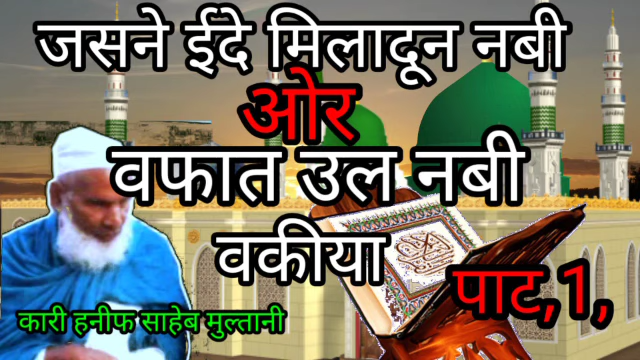 जसने ईदे मिलादून नबी
ओर
वफात उल नबी
वकीया
पाट,1,
कारी हनीफ साहेब मुल्तानी